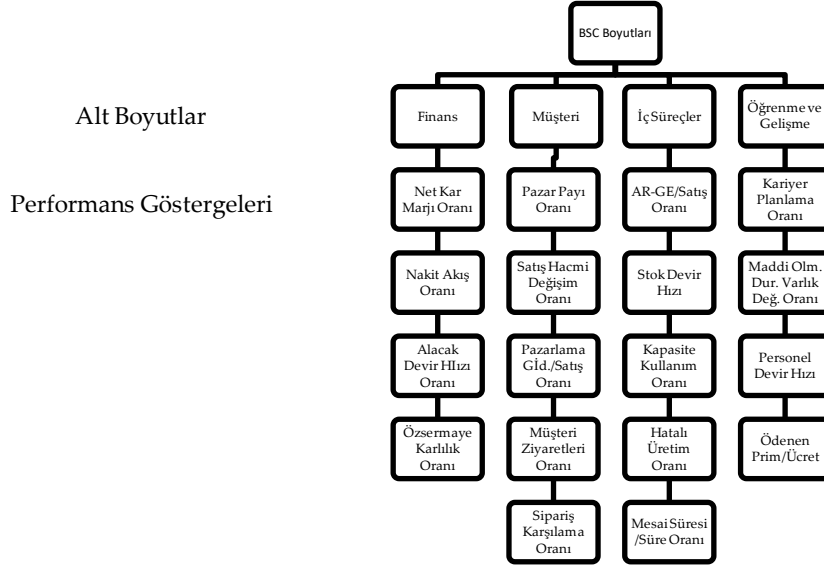 BSC Boyutları
Alt Boyutlar
Finans
Müşteri
İç Süreçler
Öğrenme ve
Gelişme
Performans Göstergeleri
Net Kar
Marjı Oranı
Pazar Payı
Oranı
AR-GE/Satış
Oranı
Kariyer
Planlama
Oranı
Nakit Akış
Oranı
Satış Hacmi
Değişim
Oranı
Stok Devir
Hızı
Maddi Olm.
Dur. Varlık
Değ. Oranı
Alacak
Devir HIızı
Oranı
Pazarlama
Gİd./Satış
Oranı
Kapasite
Kullanım
Oranı
Personel
Devir Hızı
Özsermaye
Karlılık
Oranı
Müşteri
Ziyaretleri
Oranı
Hatalı
Üretim
Oranı
Ödenen
Prim/Ücret
Sipariş
Karşılama
Oranı
Mesai Süresi
/Süre Oranı